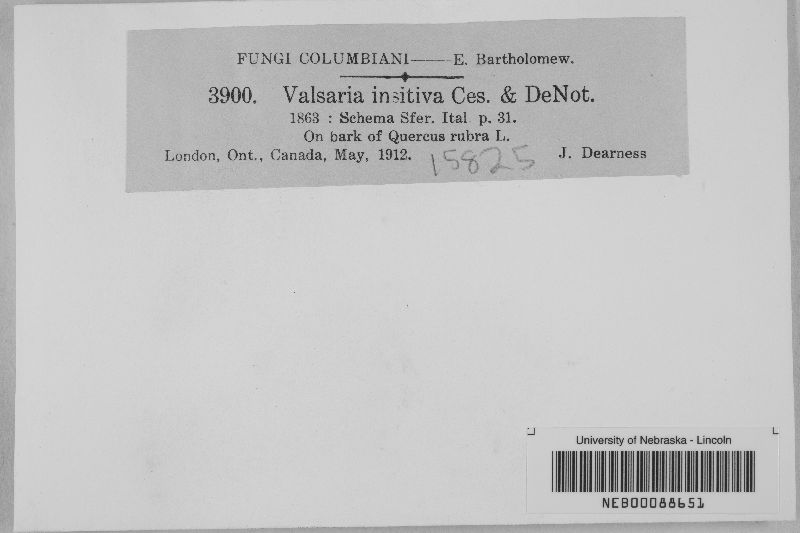 FUNGI COLUMBIANI——E. Bartholomew.
3900. Valsaria insitiva Ces. & DeNot.
1863 : Schema Sfer. Ital p. 31.
On bark of Quercus rubra L.
London, Ont., Canada, May, 1912. 15825 J. Dearness
University of Nebraska - Lincoln
NEB00088651